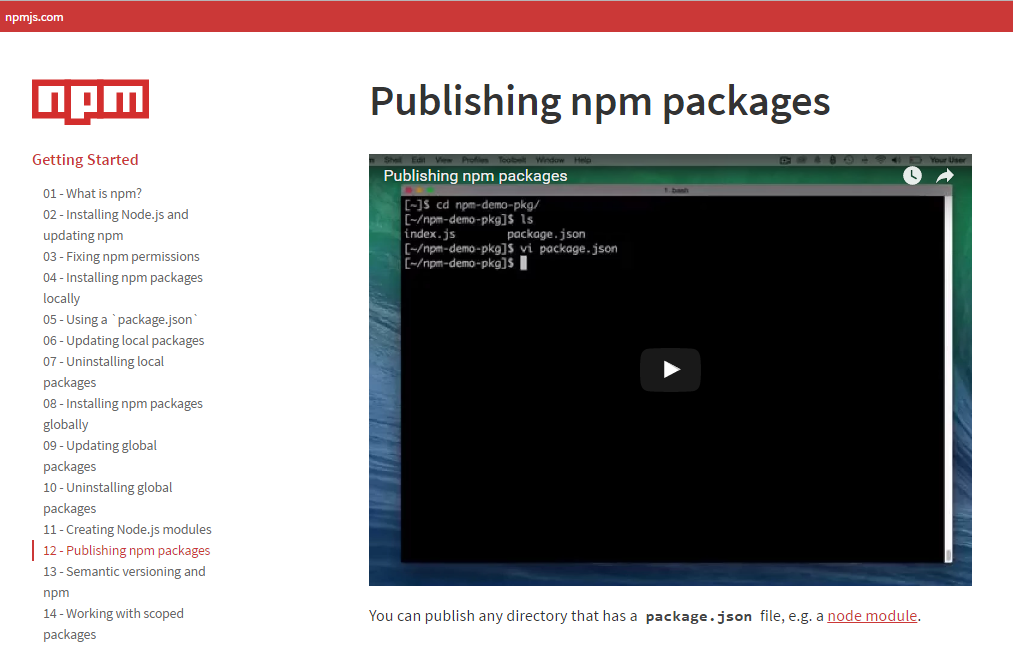 npmjs.com
npm
Getting Started
01 - What is npm?
02 - Installing Node.js and
updating npm
03 - Fixing npm permissions
04 - Installing npm packages
locally
05 - Using a `package.json`
06 - Updating local packages
07 - Uninstalling local
packages
08 - Installing npm packages
globally
09 - Updating global
packages
10 - Uninstalling global
packages
11 - Creating Node.js modules
12 - Publishing npm packages
13 - Semantic versioning and
npm
14 - Working with scoped
packages
Publishing npm packages
Shell Edit View Profiles Toolbelt Window Help Your User
Publishing npm packages
1. bash
[~]$ cd npm-demo-pkg/
[~/npm-demo-pkg]$ ls
index.js package.json
[~/npm-demo-pkg]$ vi package.json
[~/npm-demo-pkg]$
You can publish any directory that has a package.json file, e.g. a node module.